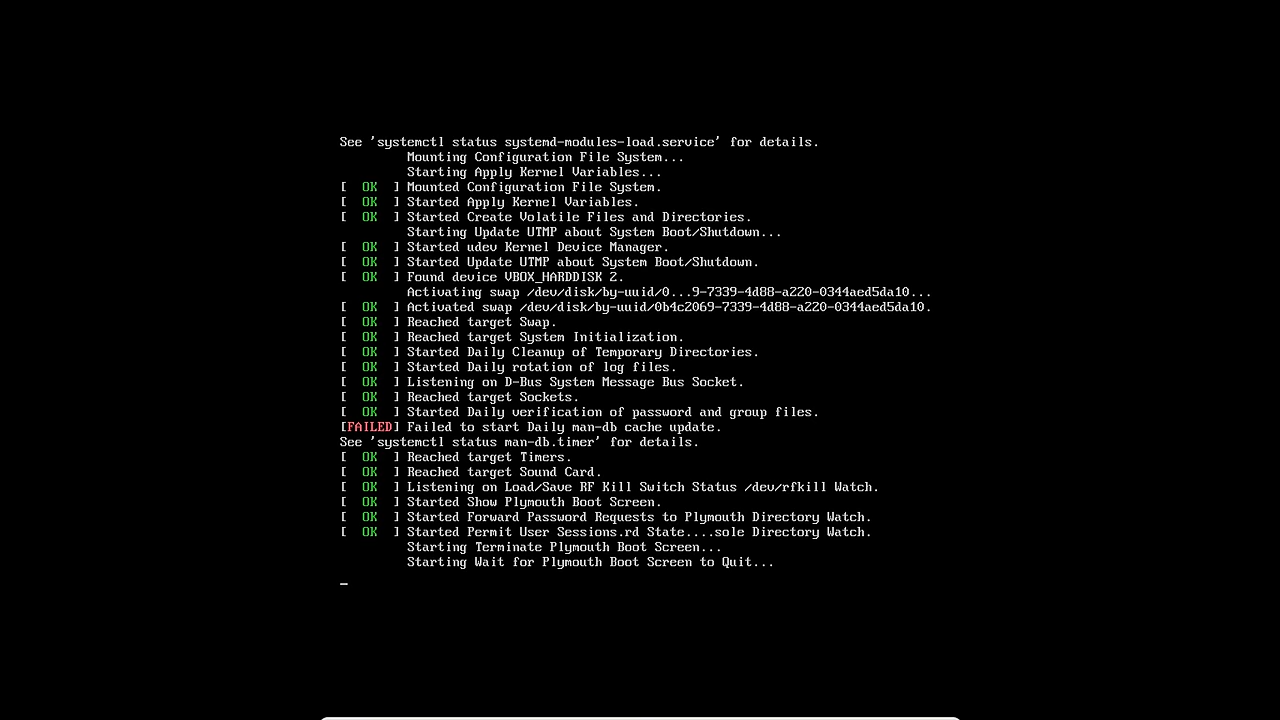 See 'systemctl status systemd-modules-load.service' for details.
Mounting Configuration File System...
Starting Apply Kernel Variables...
[  OK  ] Mounted Configuration File System.
[  OK  ] Started Apply Kernel Variables.
[  OK  ] Started Create Volatile Files and Directories.
Starting Update UTMP about System Boot/Shutdown...
[  OK  ] Started udev Kernel Device Manager.
[  OK  ] Started Update UTMP about System Boot/Shutdown.
[  OK  ] Found device VBOX_HARDDISK 2.
Activating swap /dev/disk/by-uuid/0...9-7339-4d88-a220-0344aed5da10...
[  OK  ] Activated swap /dev/disk/by-uuid/0b4c2069-7339-4d88-a220-0344aed5da10.
[  OK  ] Reached target Swap.
[  OK  ] Reached target System Initialization.
[  OK  ] Started Daily Cleanup of Temporary Directories.
[  OK  ] Started Daily rotation of log files.
[  OK  ] Listening on D-Bus System Message Bus Socket.
[  OK  ] Reached target Sockets.
[  OK  ] Started Daily verification of password and group files.
[FAILED] Failed to start Daily man-db cache update.
See 'systemctl status man-db.timer' for details.
[  OK  ] Reached target Timers.
[  OK  ] Reached target Sound Card.
[  OK  ] Listening on Load/Save RF Kill Switch Status /dev/rfkill Watch.
[  OK  ] Started Show Plymouth Boot Screen.
[  OK  ] Started Forward Password Requests to Plymouth Directory Watch.
[  OK  ] Started Permit User Sessions.rd State....sole Directory Watch.
Starting Terminate Plymouth Boot Screen...
Starting Wait for Plymouth Boot Screen to Quit...